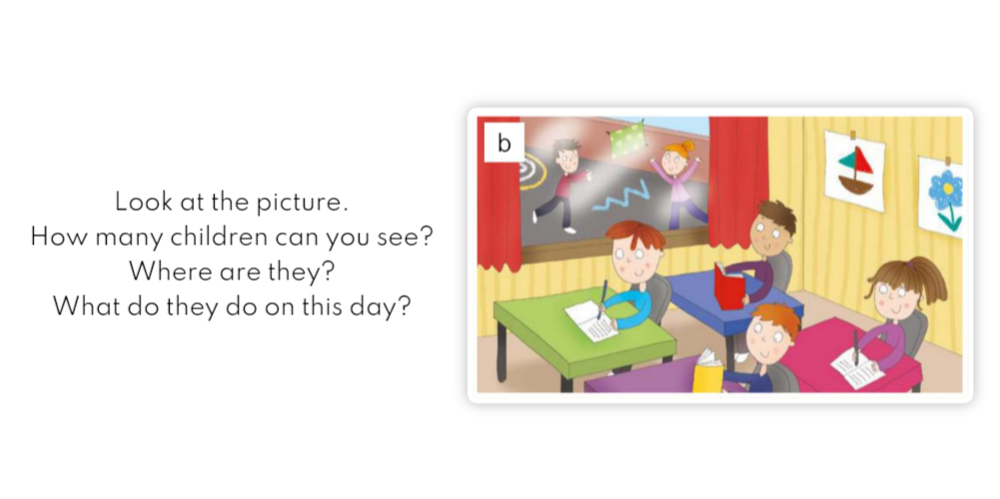 Look at the picture.
How many children can you see?
Where are they?
What do they do on this day?
b